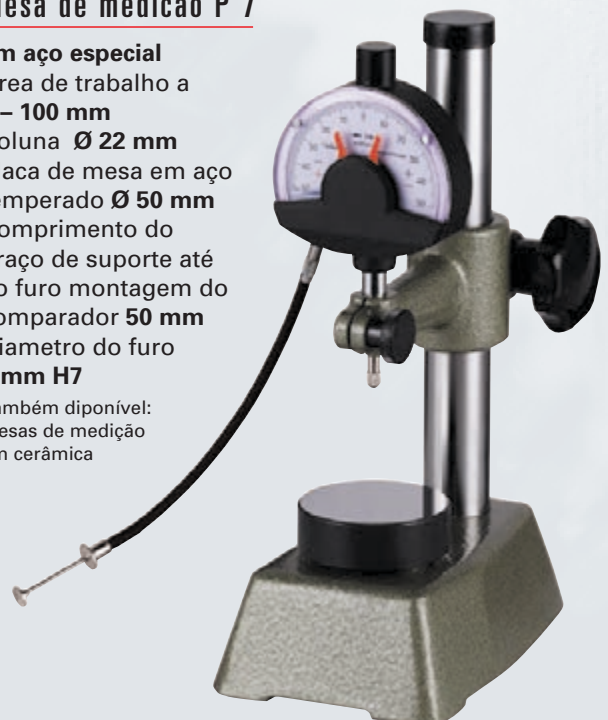 esa de medicão P 7
m aço especial
rea de trabalho a
– 100 mm
oluna Ø 22 mm
aca de mesa em aço
emperado Ø 50 mm
omprimento do
raço de suporte até
o furo montagem do
omparador 50 mm
iametro do furo
mm H7
ambém diponível:
esas de medição
m cerâmica